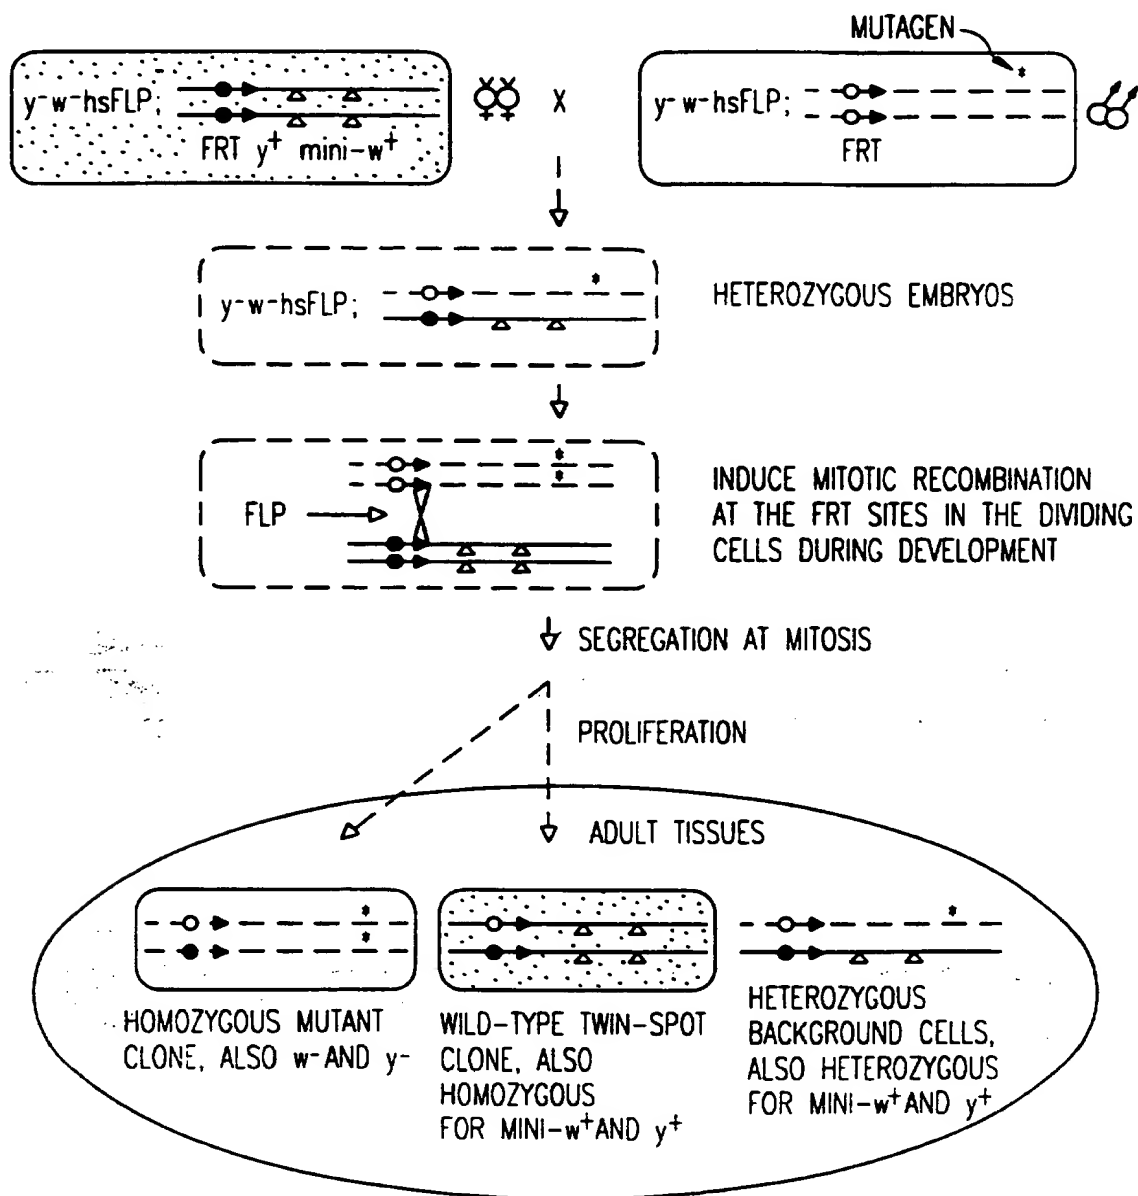 MUTAGEN
*
y-w-hsFLP;
FRT y+ mini-w+
X
y-w-hsFLP;
FRT
y-w-hsFLP;
*
HETEROZYGOUS EMBRYOS
*
*
FLP
INDUCE MITOTIC RECOMBINATION
AT THE FRT SITES IN THE DIVIDING
CELLS DURING DEVELOPMENT
SEGREGATION AT MITOSIS
PROLIFERATION
ADULT TISSUES
*
*
HOMOZYGOUS MUTANT
CLONE, ALSO w- AND y-
WILD-TYPE TWIN-SPOT
CLONE, ALSO
HOMOZYGOUS
FOR MINI-w+AND y+
*
HETEROZYGOUS
BACKGROUND CELLS,
ALSO HETEROZYGOUS
FOR MINI-w+AND y+